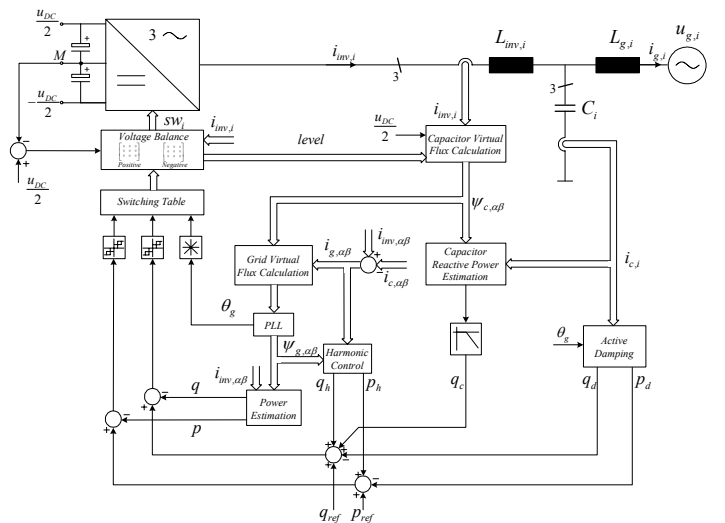 u_DC/2
M
-u_DC/2
3 ~
i_inv,i
3
L_inv,i
L_g,i
u_g,i
i_g,i
3
C_i
sw_i
Voltage Balance
Positive
Negative
i_inv,i
level
u_DC/2
i_inv,i
Capacitor Virtual
Flux Calculation
u_DC/2
Switching Table
ψ_c,αβ
Grid Virtual
Flux Calculation
i_g,αβ
i_inv,αβ
i_c,αβ
Capacitor
Reactive Power
Estimation
i_c,i
θ_g
PLL
ψ_g,αβ
Harmonic
Control
θ_g
Active
Damping
i_inv,αβ
q
p
Power
Estimation
q_h
p_h
q_c
q_d
p_d
q_ref
p_ref